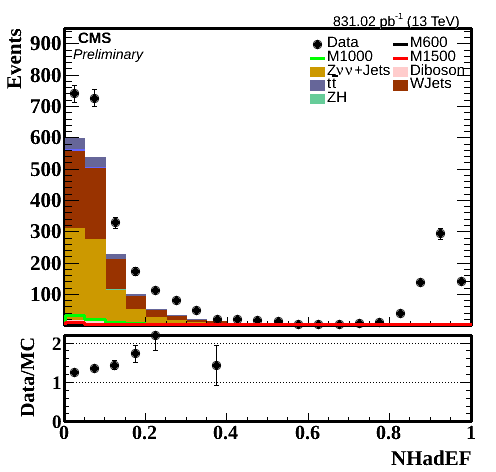 831.02 pb⁻¹ (13 TeV)
CMS
Preliminary
Data
M600
M1000
M1500
Zνν+Jets
Diboson
tt̄
WJets
ZH
Events
900
800
700
600
500
400
300
200
100
Data/MC
2
1
0
0 0.2 0.4 0.6 0.8 1
NHadEF